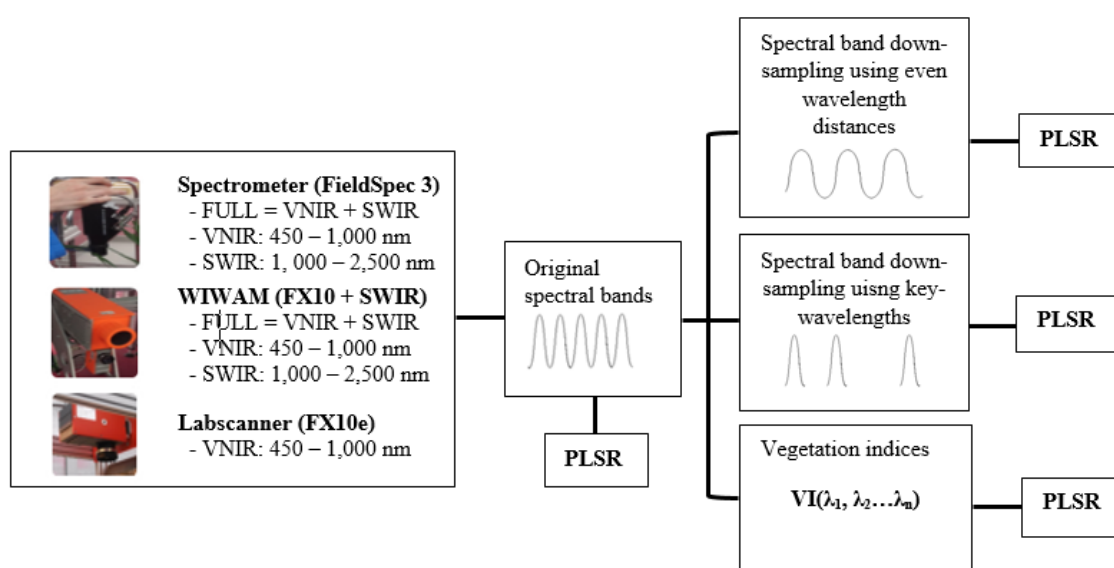 Spectrometer (FieldSpec 3)
- FULL = VNIR + SWIR
- VNIR: 450 – 1,000 nm
- SWIR: 1, 000 – 2,500 nm
WIWAM (FX10 + SWIR)
- FULL = VNIR + SWIR
- VNIR: 450 – 1,000 nm
- SWIR: 1,000 – 2,500 nm
Labscanner (FX10e)
- VNIR: 450 – 1,000 nm
Original
spectral bands
PLSR
Spectral band down-
sampling using even
wavelength
distances
PLSR
Spectral band down-
sampling uisng key-
wavelengths
PLSR
Vegetation indices
VI(λ₁, λ₂…λₙ)
PLSR